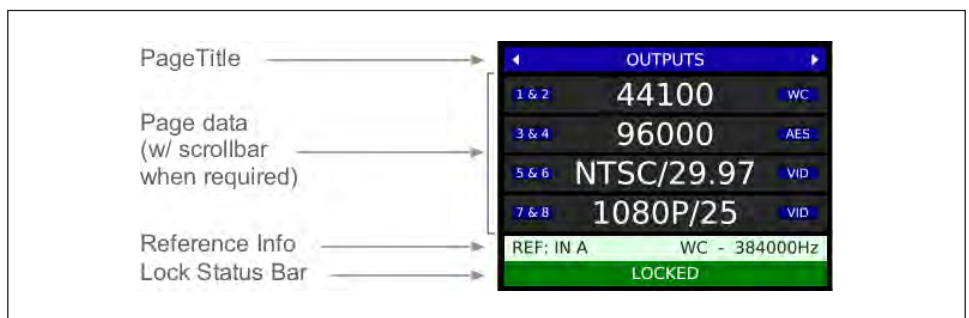 PageTitle
Page data
(w/ scrollbar
when required)
Reference Info
Lock Status Bar
OUTPUTS
1 & 2 44100 WC
3 & 4 96000 AES
5 & 6 NTSC/29.97 VID
7 & 8 1080P/25 VID
REF: IN A WC - 384000Hz
LOCKED